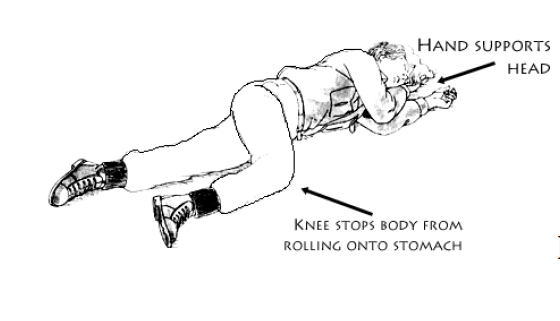 HAND SUPPORTS
HEAD
KNEE STOPS BODY FROM
ROLLING ONTO STOMACH